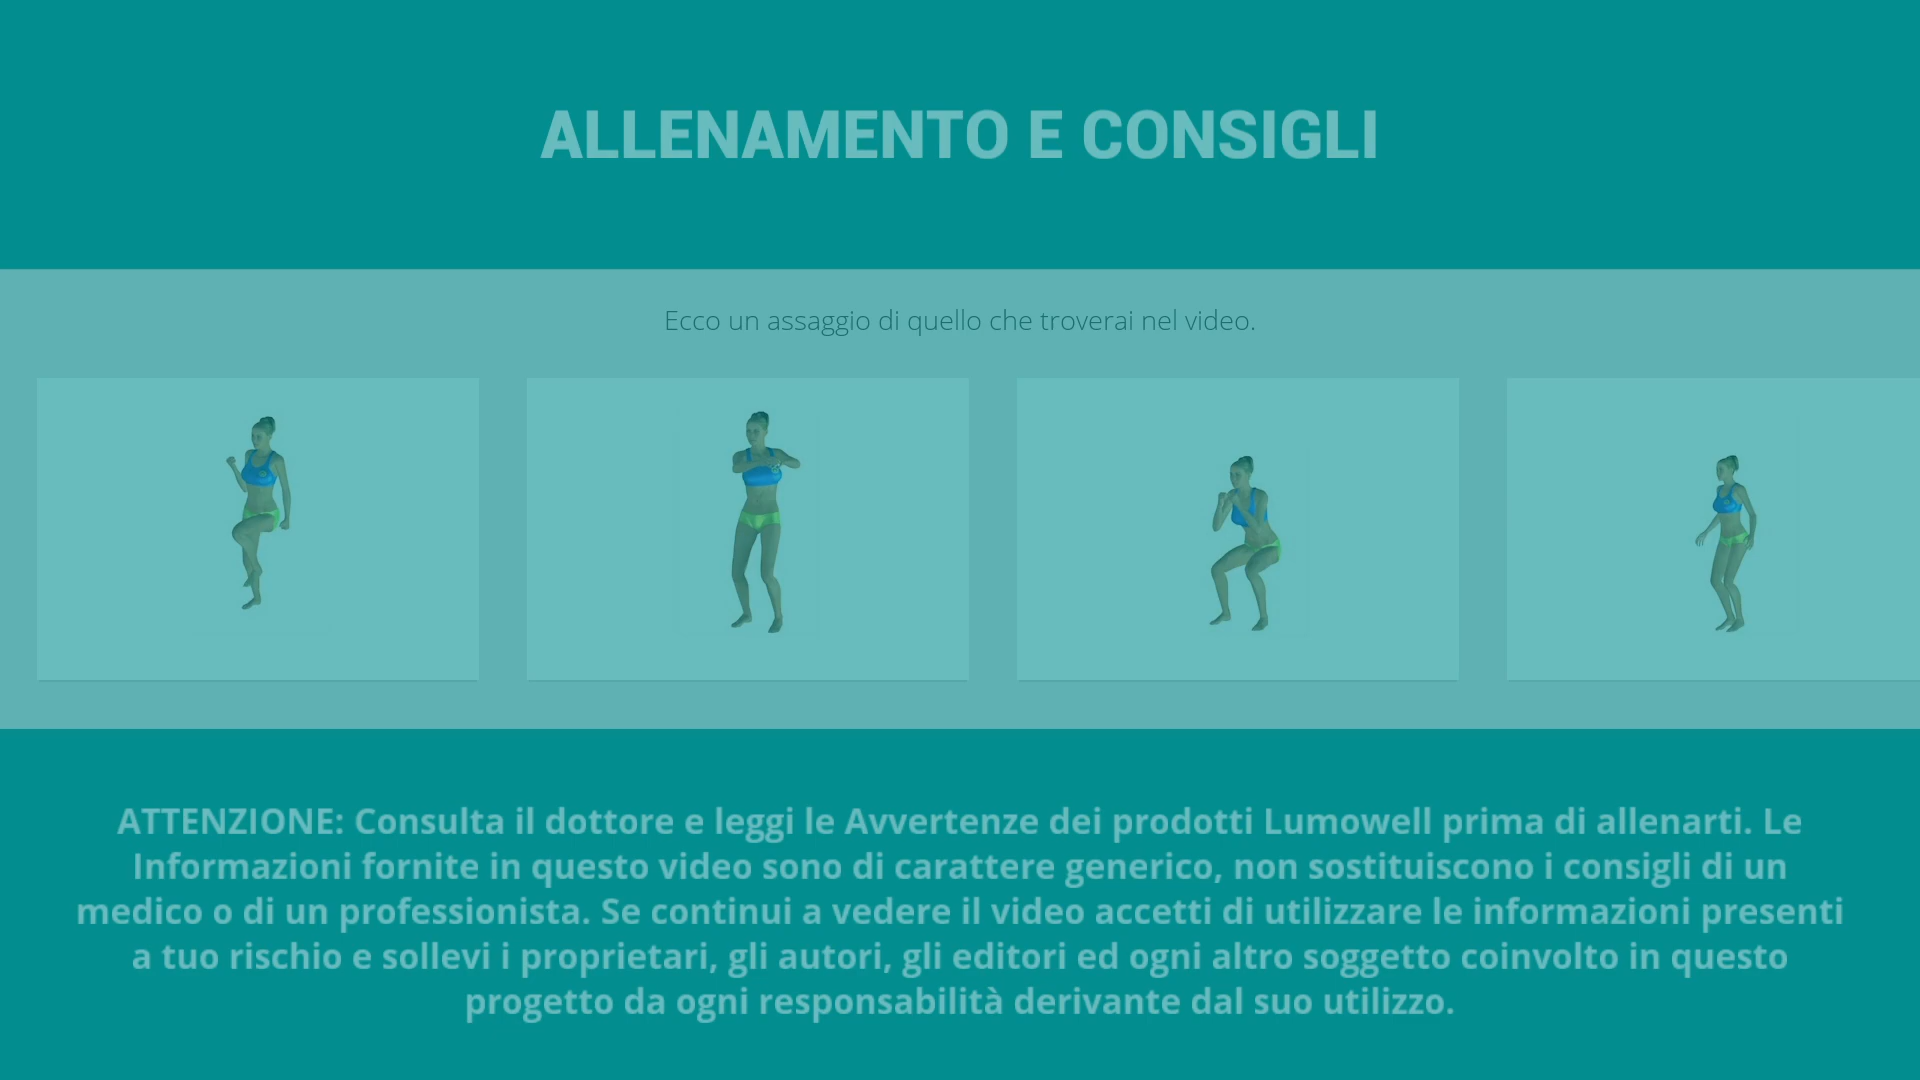 ALLENAMENTO E CONSIGLI
Ecco un assaggio di quello che troverai nel video.
ATTENZIONE: Consulta il dottore e leggi le Avvertenze dei prodotti Lumowell prima di allenarti. Le
Informazioni fornite in questo video sono di carattere generico, non sostituiscono i consigli di un
medico o di un professionista. Se continui a vedere il video accetti di utilizzare le informazioni presenti
a tuo rischio e sollevi i proprietari, gli autori, gli editori ed ogni altro soggetto coinvolto in questo
progetto da ogni responsabilità derivante dal suo utilizzo.